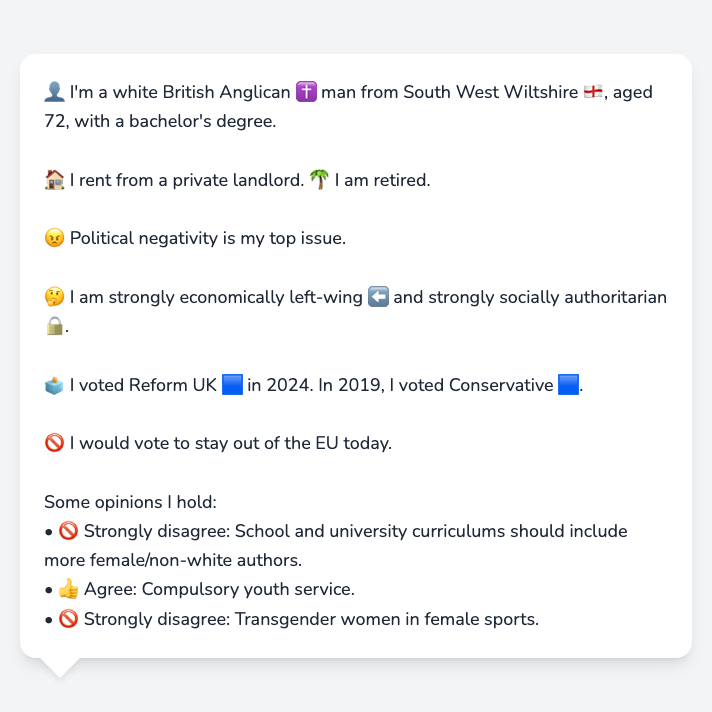 👤 I'm a white British Anglican ✝️ man from South West Wiltshire 🏴󠁧󠁢󠁥󠁮󠁧󠁿, aged
72, with a bachelor's degree.
🏠 I rent from a private landlord. 🌴 I am retired.
😠 Political negativity is my top issue.
🤔 I am strongly economically left-wing ⬅️ and strongly socially authoritarian
🔒.
🗳️ I voted Reform UK 🟦 in 2024. In 2019, I voted Conservative 🟦.
🚫 I would vote to stay out of the EU today.
Some opinions I hold:
• 🚫 Strongly disagree: School and university curriculums should include
more female/non-white authors.
• 👍 Agree: Compulsory youth service.
• 🚫 Strongly disagree: Transgender women in female sports.